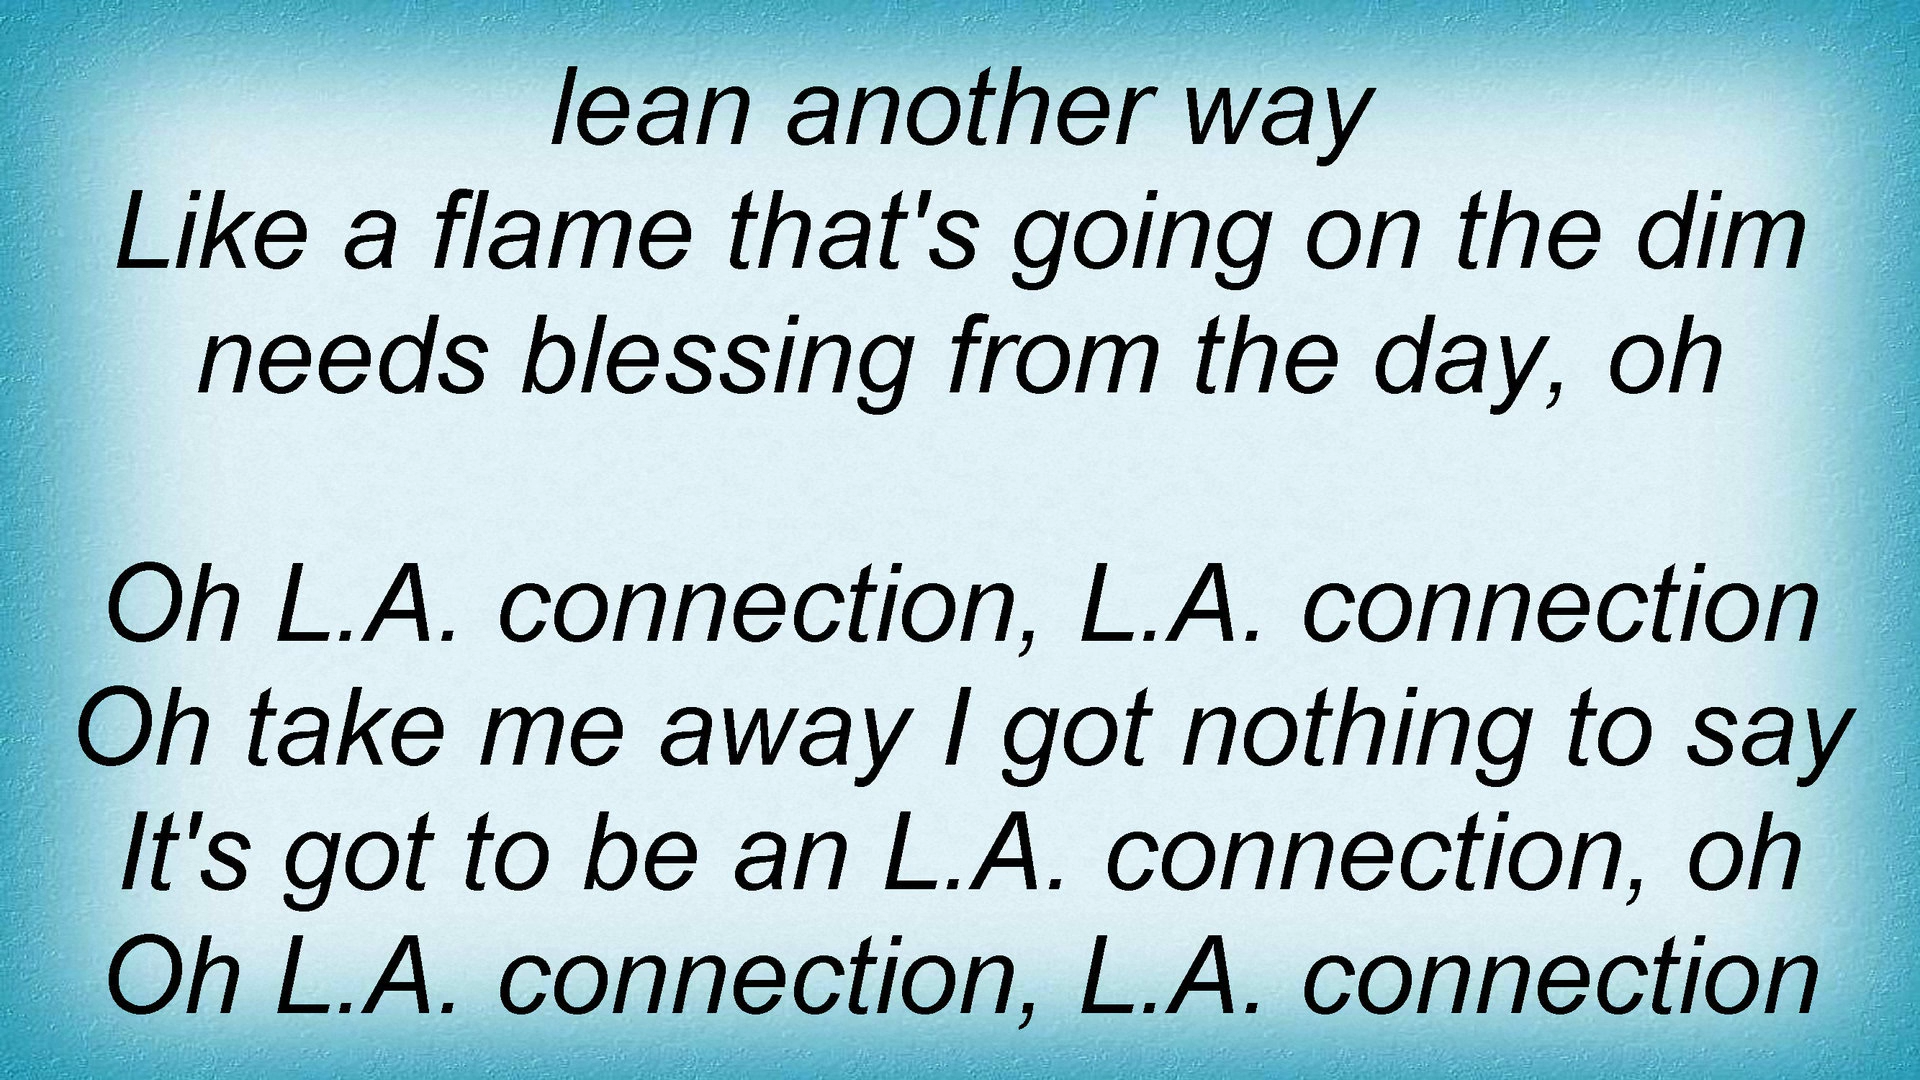 lean another way
Like a flame that's going on the dim
needs blessing from the day, oh
Oh L.A. connection, L.A. connection
Oh take me away I got nothing to say
It's got to be an L.A. connection, oh
Oh L.A. connection, L.A. connection